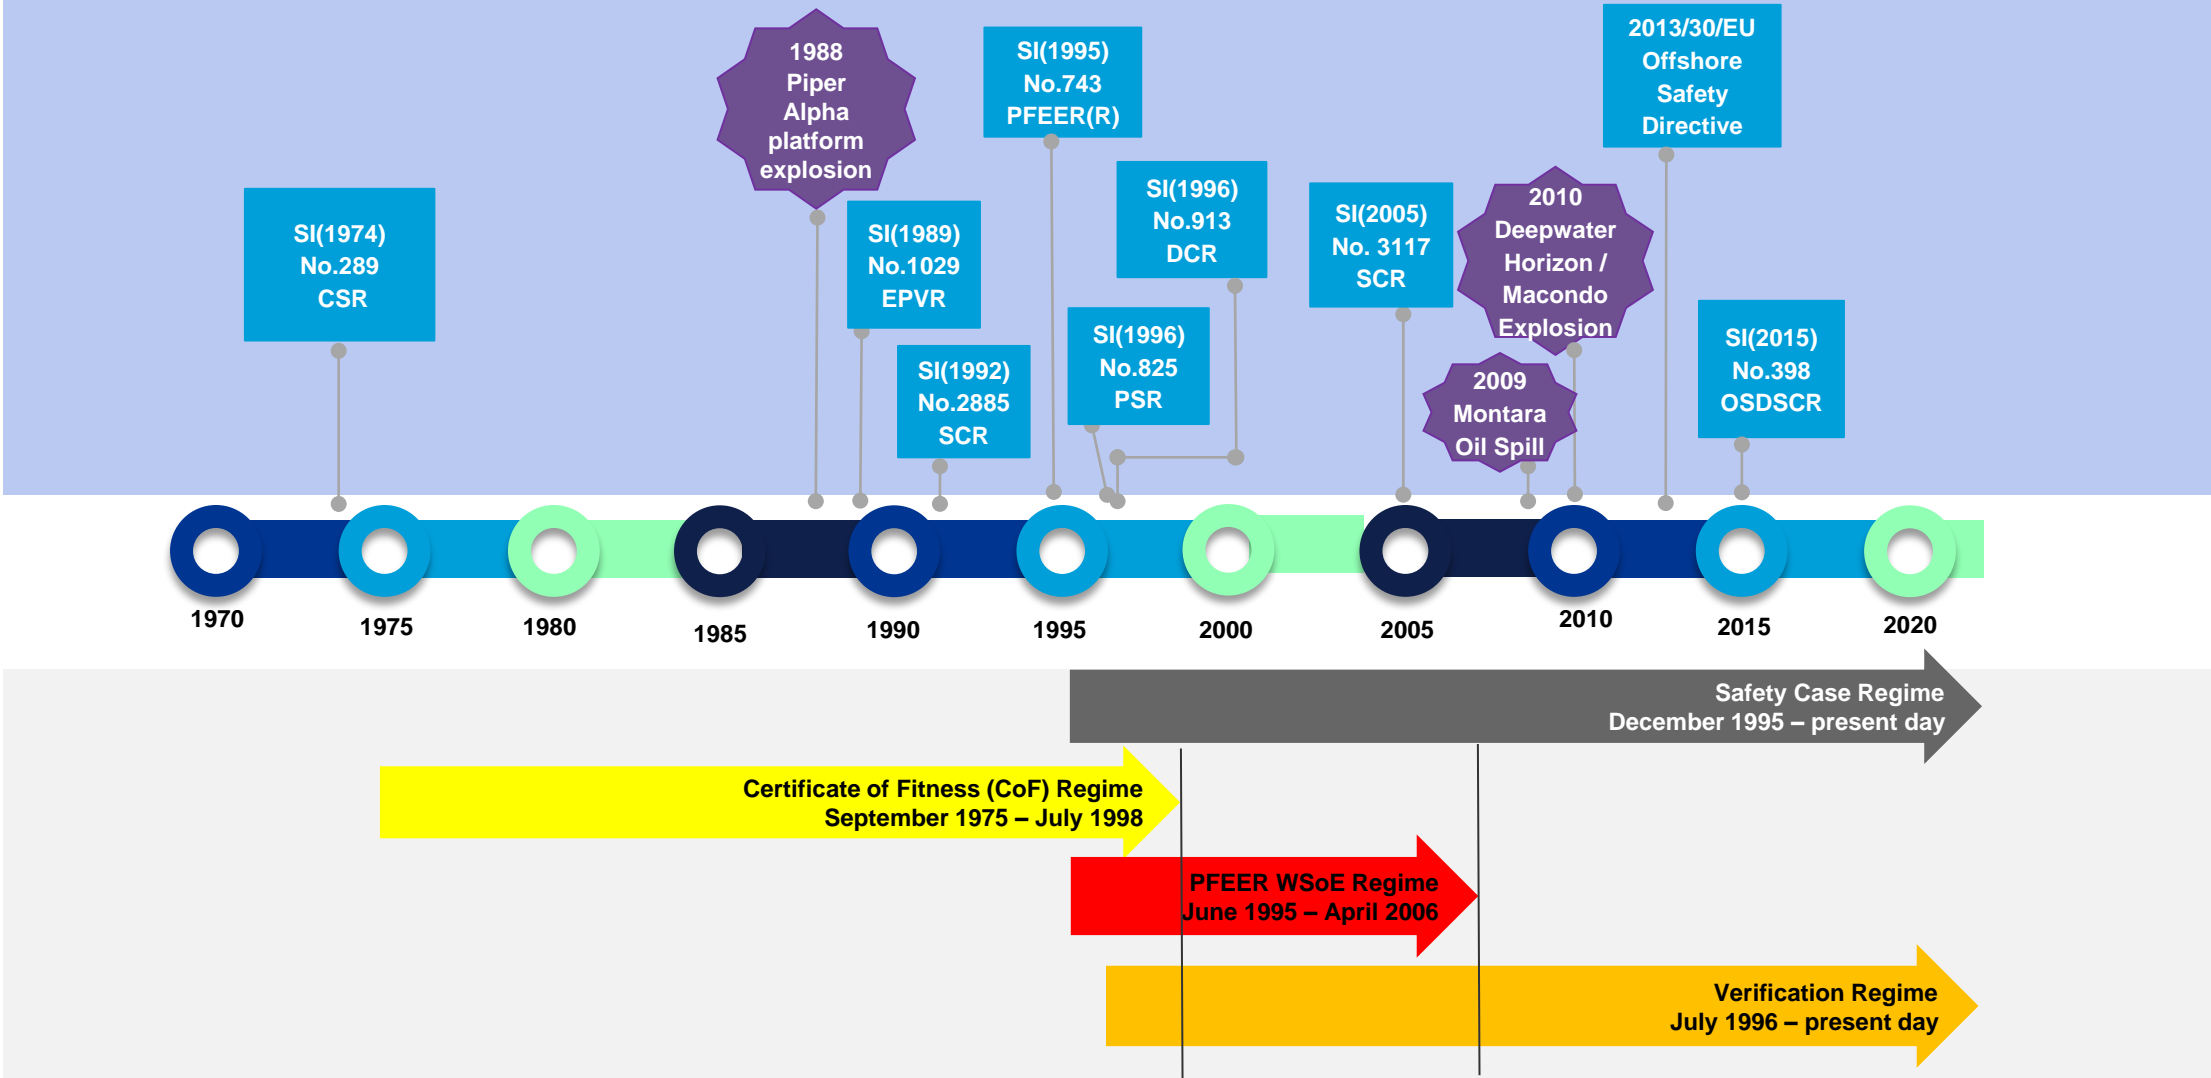 1988
Piper
Alpha
platform
explosion
SI(1995)
No.743
PFEER(R)
2013/30/EU
Offshore
Safety
Directive
SI(1974)
No.289
CSR
SI(1989)
No.1029
EPVR
SI(1996)
No.913
DCR
SI(2005)
No. 3117
SCR
2010
Deepwater
Horizon /
Macondo
Explosion
SI(1992)
No.2885
SCR
SI(1996)
No.825
PSR
2009
Montara
Oil Spill
SI(2015)
No.398
OSDSCR
1970
1975
1980
1985
1990
1995
2000
2005
2010
2015
2020
Safety Case Regime
December 1995 – present day
Certificate of Fitness (CoF) Regime
September 1975 – July 1998
PFEER WSoE Regime
June 1995 – April 2006
Verification Regime
July 1996 – present day